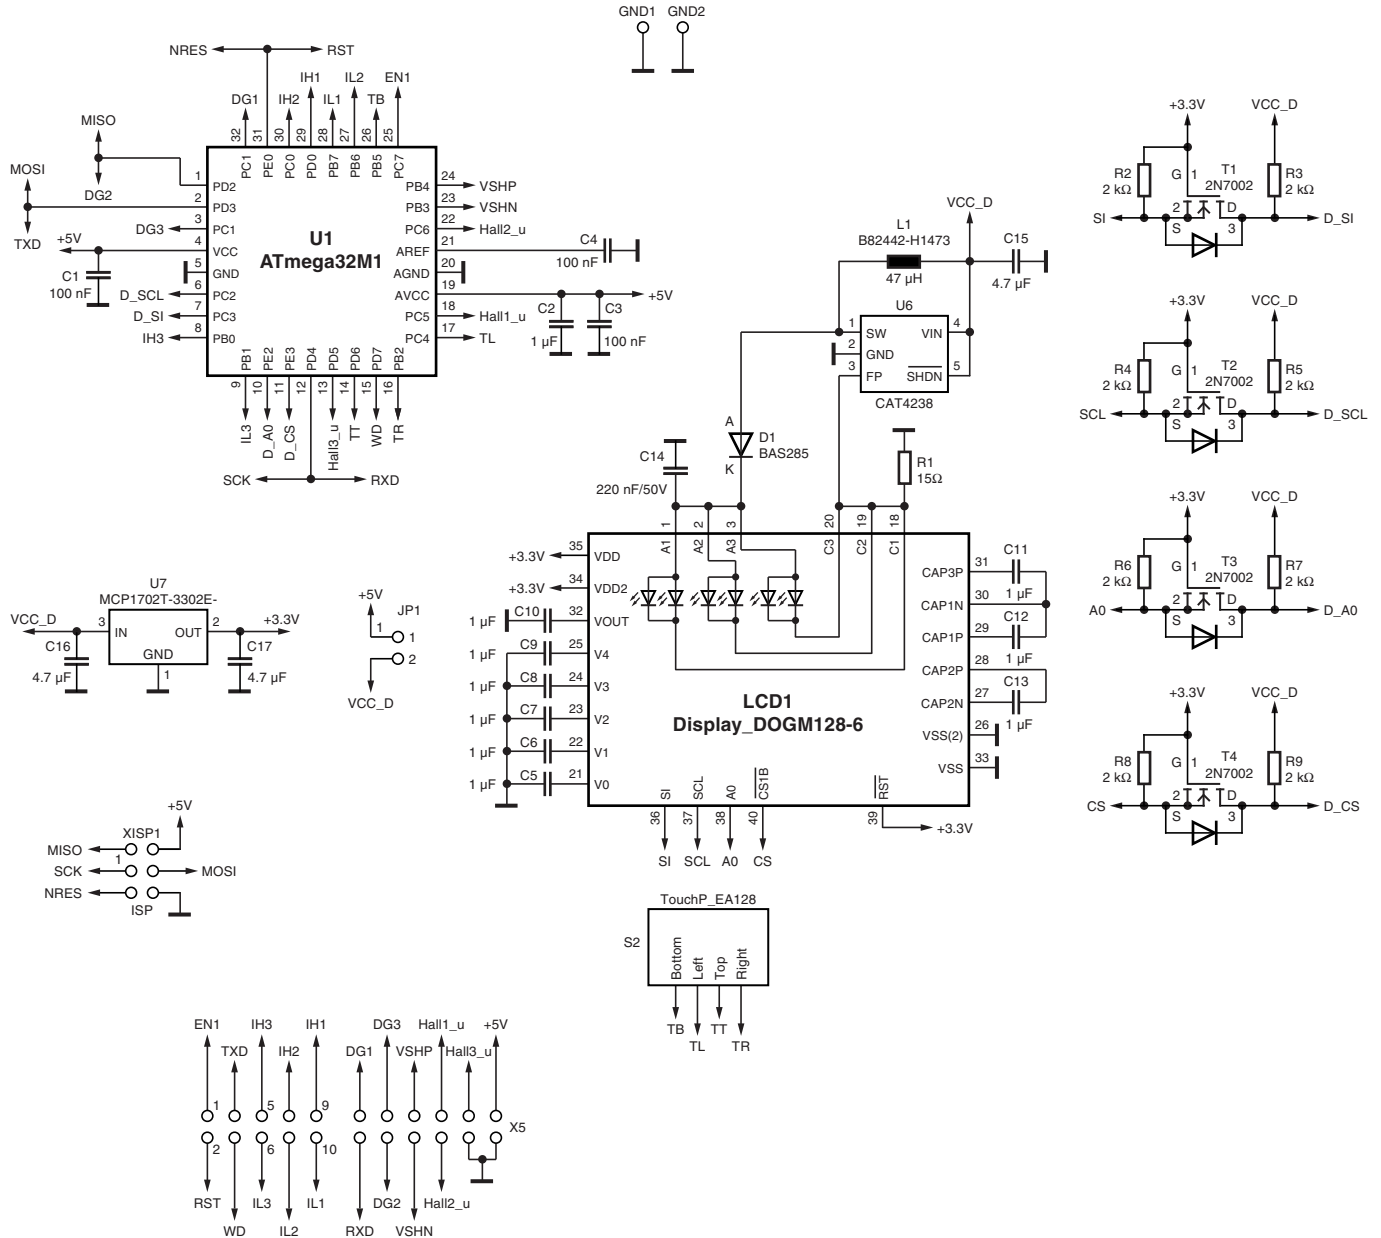 GND1
GND2
NRES
RST
IH1
IL2
EN1
DG1
IH2
IL1
TB
32
31
30
29
28
27
26
25
PC1
PE0
PC0
PD0
PB7
PB6
PB5
PC7
MISO
MOSI
DG2
TXD
1 PD2
2 PD3
DG3 3 PC1
+5V 4 VCC
5 GND
D_SCL 6 PC2
D_SI 7 PC3
IH3 8 PB0
C1
100 nF
U1
ATmega32M1
PB4 24 VSHP
PB3 23 VSHN
PC6 22 Hall2_u
AREF 21
AGND 20
AVCC 19
PC5 18 Hall1_u
PC4 17 TL
C4
100 nF
+5V
C2
1 µF
C3
100 nF
PB1
PE2
PE3
PD4
PD5
PD6
PD7
PB2
9
10
11
12
13
14
15
16
IL3
D_A0
D_CS
Hall3_u
TT
WD
TR
SCK
RXD
VCC_D
L1
B82442-H1473
47 µH
C15
4.7 µF
U6
1 SW
2 GND
3 FP
VIN 4
SHDN 5
CAT4238
A
D1
BAS285
K
C14
220 nF/50V
R1
15Ω
1
2
3
20
19
18
A1
A2
A3
C3
C2
C1
+3.3V 35 VDD
+3.3V 34 VDD2
1 µF C10 32 VOUT
1 µF C9 25 V4
1 µF C8 24 V3
1 µF C7 23 V2
1 µF C6 22 V1
1 µF C5 21 V0
CAP3P 31
CAP1N 30
CAP1P 29
CAP2P 28
CAP2N 27
VSS(2) 26
VSS 33
C11
1 µF
C12
1 µF
C13
1 µF
LCD1
Display_DOGM128-6
SI
SCL
A0
CS1B
RST
36
37
38
40
39
SI
SCL
A0
CS
+3.3V
U7
MCP1702T-3302E-
VCC_D 3 IN
OUT 2 +3.3V
GND
1
C16
4.7 µF
C17
4.7 µF
+5V
JP1
1
1
2
VCC_D
+5V
XISP1
MISO
1
SCK
MOSI
NRES
ISP
TouchP_EA128
S2
Bottom
Left
Top
Right
TB
TL
TT
TR
EN1
IH3
IH1
DG3
Hall1_u
+5V
TXD
IH2
DG1
VSHP
Hall3_u
1
5
9
X5
2
6
10
RST
IL3
IL1
DG2
Hall2_u
WD
IL2
RXD
VSHN
+3.3V
VCC_D
R2
2 kΩ
G
1
T1
2N7002
R3
2 kΩ
SI
2
S
D
3
D_SI
+3.3V
VCC_D
R4
2 kΩ
G
1
T2
2N7002
R5
2 kΩ
SCL
2
S
D
3
D_SCL
+3.3V
VCC_D
R6
2 kΩ
G
1
T3
2N7002
R7
2 kΩ
A0
2
S
D
3
D_A0
+3.3V
VCC_D
R8
2 kΩ
G
1
T4
2N7002
R9
2 kΩ
CS
2
S
D
3
D_CS